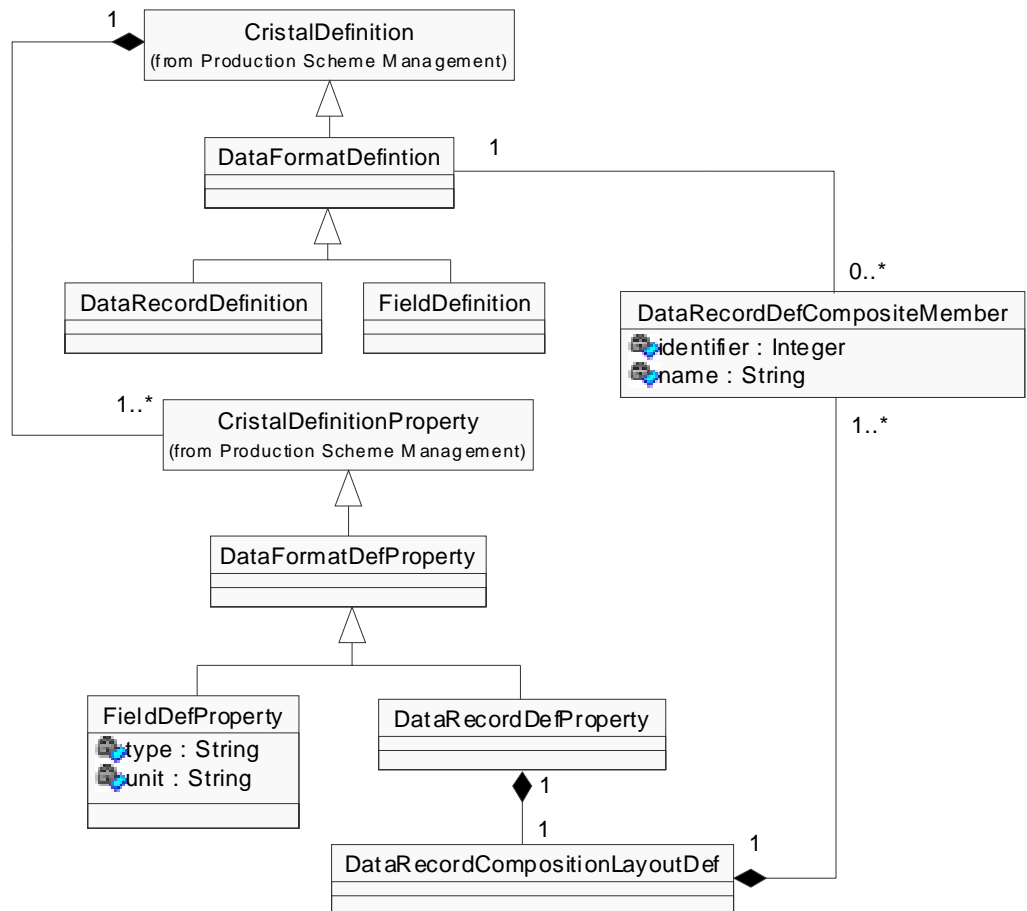 1
CristalDefinition
(from Production Scheme Management)
DataFormatDefintion
1
DataRecordDefinition
FieldDefinition
0..*
DataRecordDefCompositeMember
identifier : Integer
name : String
1..*
1..*
CristalDefinitionProperty
(from Production Scheme Management)
DataFormatDefProperty
FieldDefProperty
type : String
unit : String
DataRecordDefProperty
1
1
1
DataRecordCompositionLayoutDef